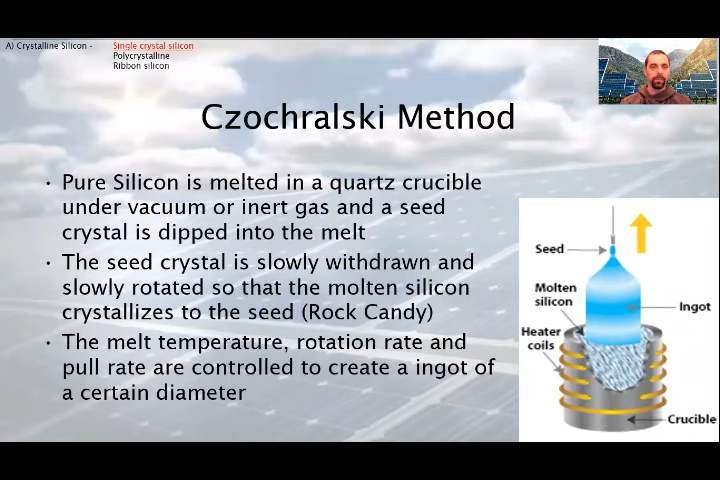 A) Crystalline Silicon - Single crystal silicon
Polycrystalline
Ribbon silicon
Czochralski Method
• Pure Silicon is melted in a quartz crucible
under vacuum or inert gas and a seed
crystal is dipped into the melt
• The seed crystal is slowly withdrawn and
slowly rotated so that the molten silicon
crystallizes to the seed (Rock Candy)
• The melt temperature, rotation rate and
pull rate are controlled to create a ingot of
a certain diameter
Seed
Molten
silicon
Ingot
Heater
coils
Crucible